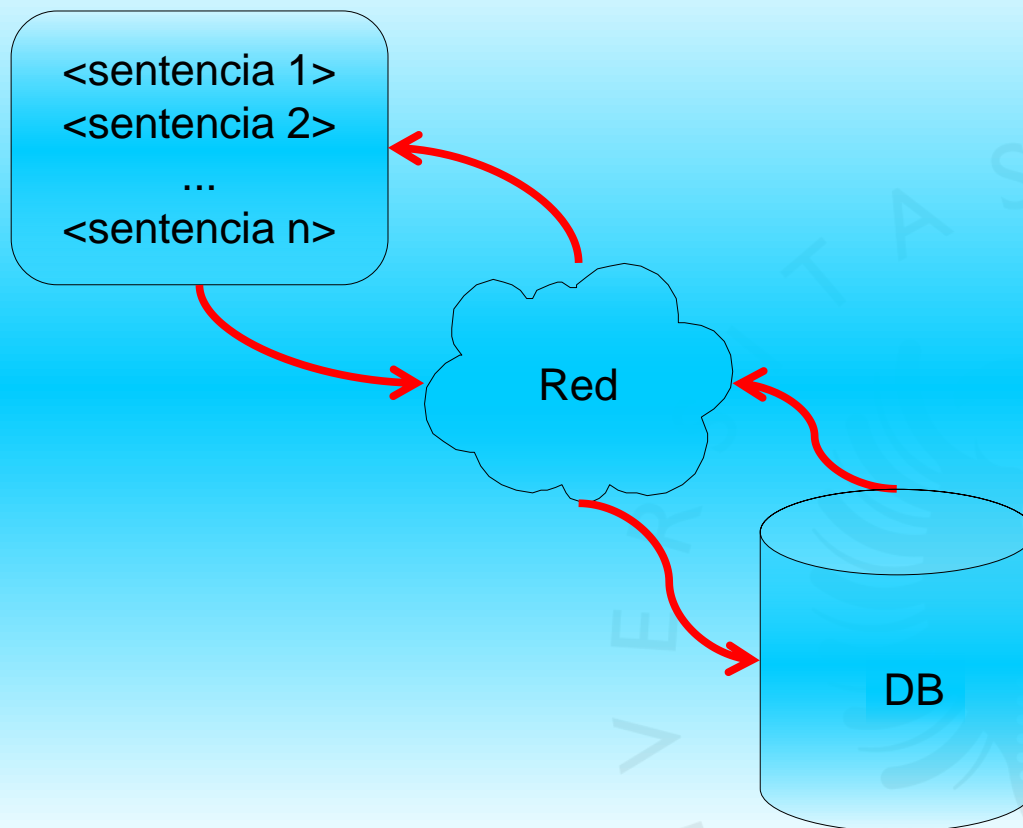 <sentencia 1>
<sentencia 2>
...
<sentencia n>
Red
DB